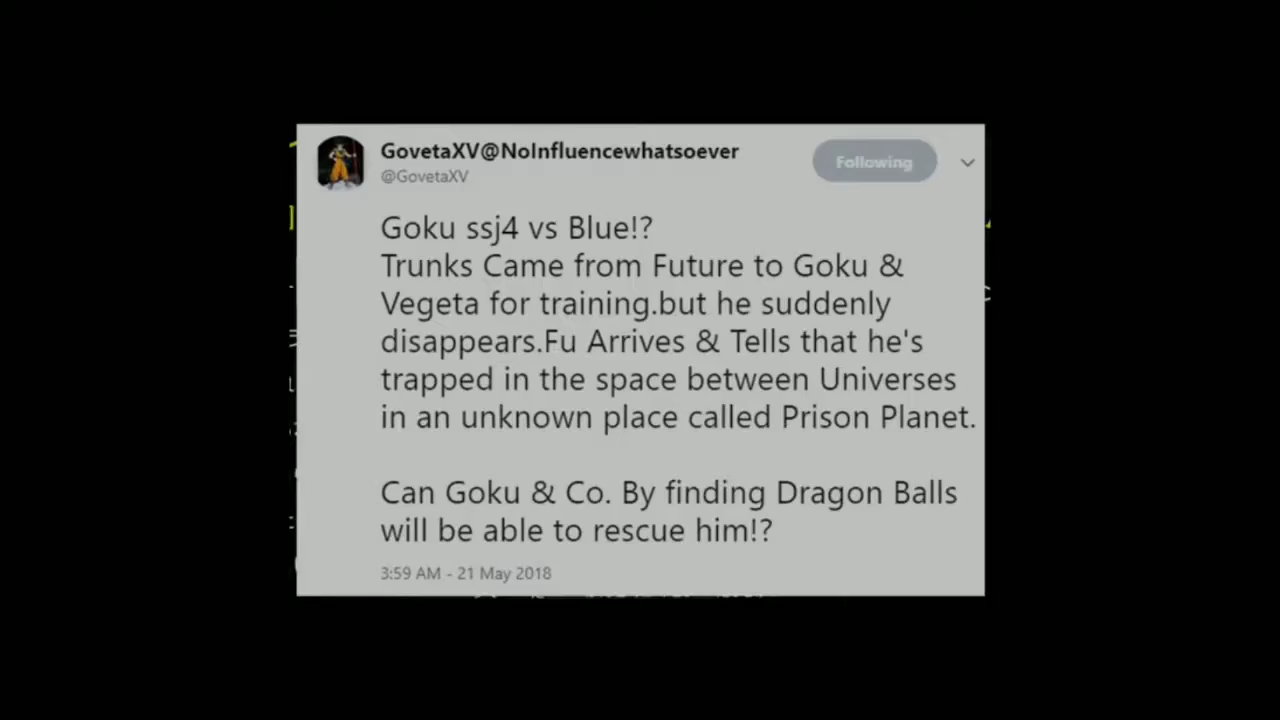 GovetaXV@NoInfluencewhatsoever
@GovetaXV
Following
Goku ssj4 vs Blue!?
Trunks Came from Future to Goku &
Vegeta for training.but he suddenly
disappears.Fu Arrives & Tells that he's
trapped in the space between Universes
in an unknown place called Prison Planet.
Can Goku & Co. By finding Dragon Balls
will be able to rescue him!?
3:59 AM - 21 May 2018